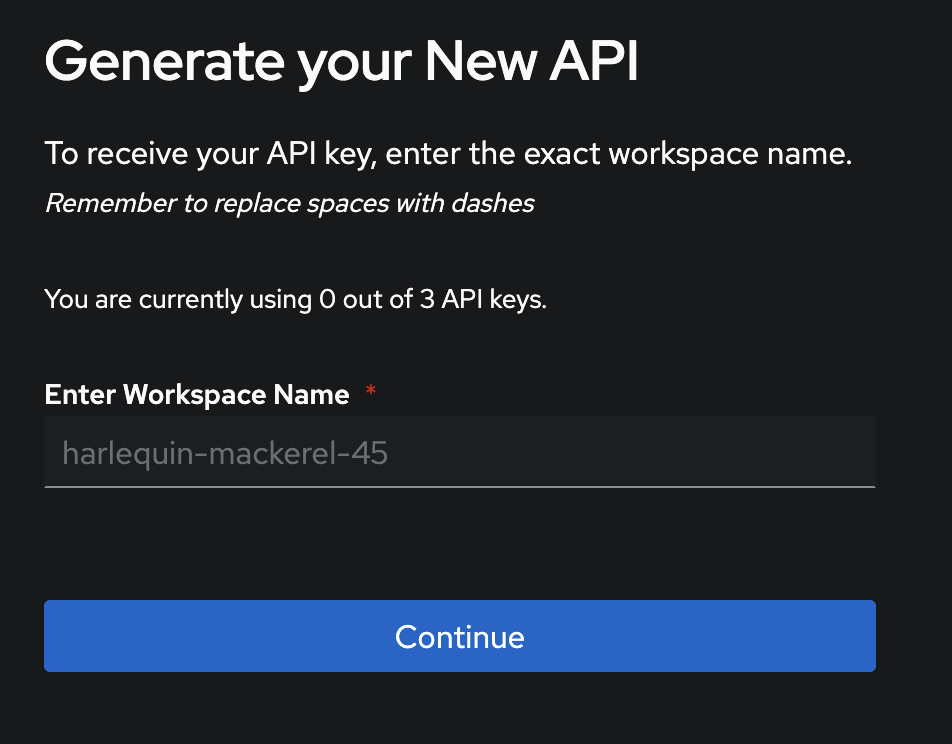 Generate your New API
To receive your API key, enter the exact workspace name.
Remember to replace spaces with dashes
You are currently using 0 out of 3 API keys.
Enter Workspace Name *
harlequin-mackerel-45
Continue